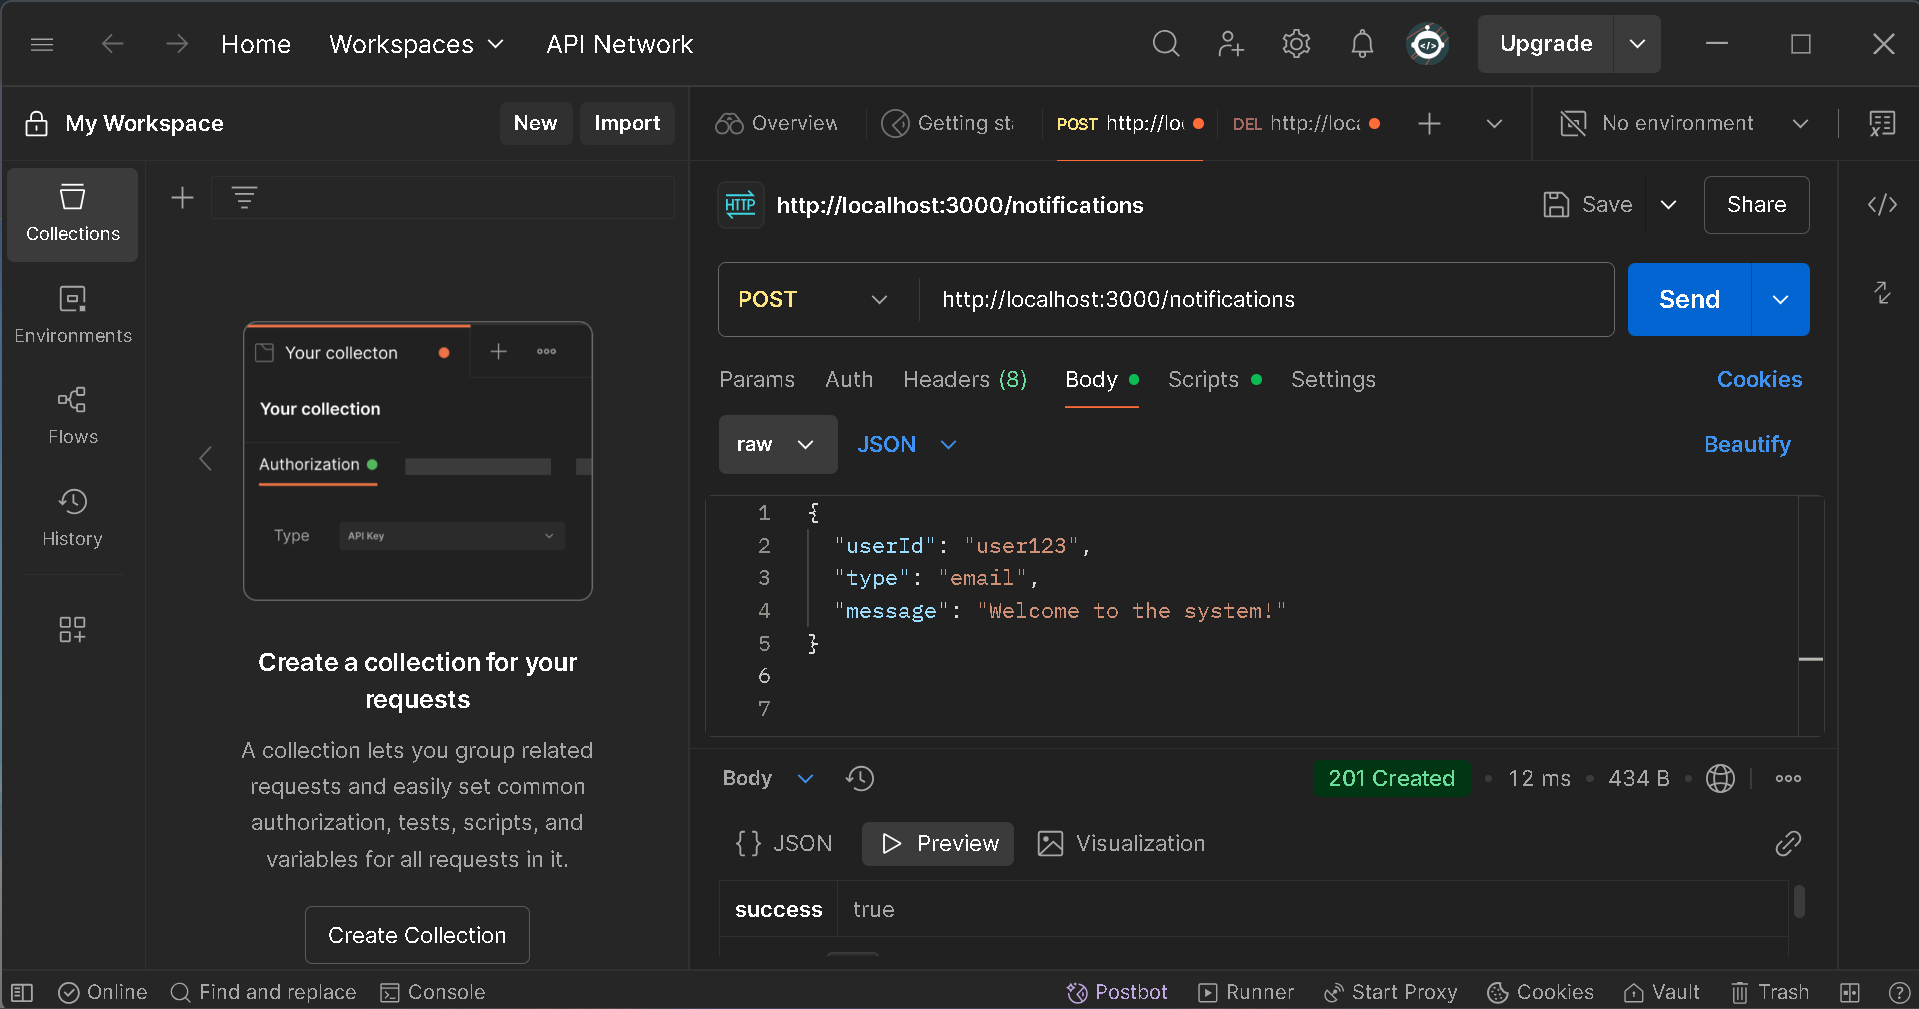 Home Workspaces API Network Upgrade
My Workspace New Import
Overview Getting POST http:// DEL http:// No environment
Collections
Environments
Flows
History
Your collecton
Your collection
Authorization
Type API Key
Create a collection for your
requests
A collection lets you group related
requests and easily set common
authorization, tests, scripts, and
variables for all requests in it.
Create Collection
HTTP http://localhost:3000/notifications Save Share
POST http://localhost:3000/notifications Send
Params Auth Headers (8) Body Scripts Settings Cookies
raw JSON Beautify
1 {
2 "userId": "user123",
3 "type": "email",
4 "message": "Welcome to the system!"
5 }
6
7
Body 201 Created 12 ms 434 B
{} JSON Preview Visualization
success true
Online Find and replace Console Postbot Runner Start Proxy Cookies Vault Trash